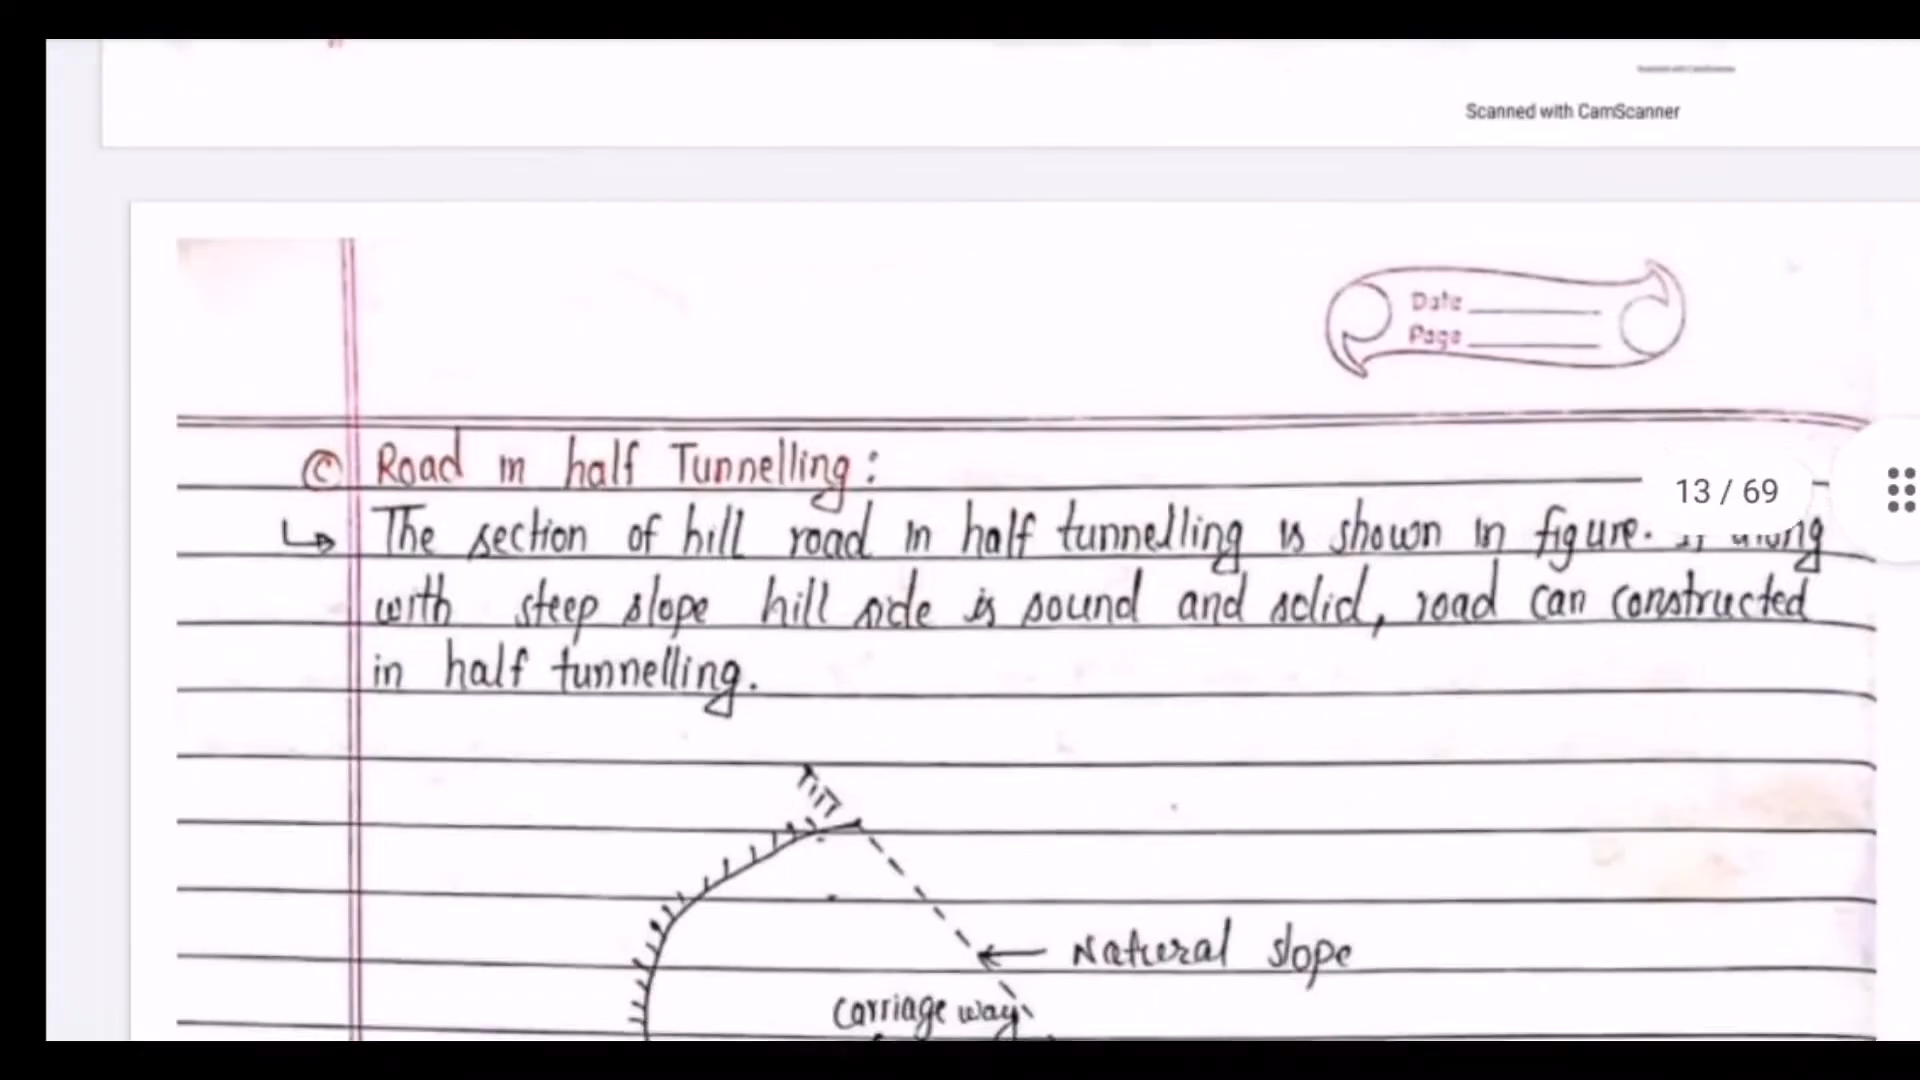 Scanned with CamScanner
Date
Page
© Road in half Tunnelling:
13 / 69
The section of hill road in half tunnelling is shown in figure. If along
with steep slope hill side is sound and solid, road can constructed
in half tunnelling.
Natural slope
Carriage way